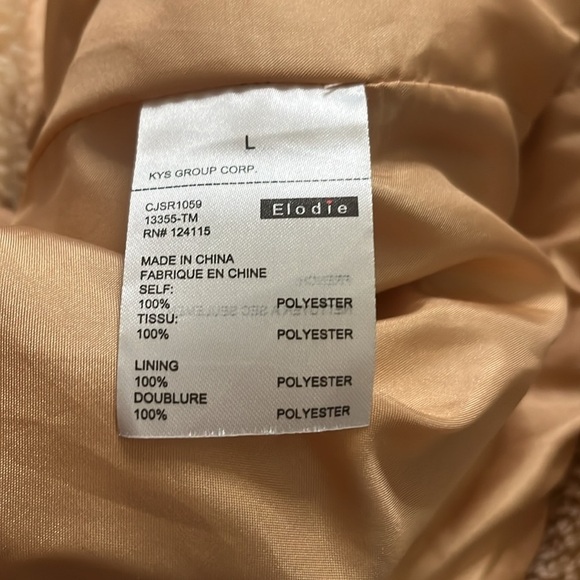 L
KYS GROUP CORP.
CJSR1059
13355-TM
RN# 124115
Elodie
MADE IN CHINA
FABRIQUE EN CHINE
SELF:
100% POLYESTER
TISSU:
100% POLYESTER
LINING
100% POLYESTER
DOUBLURE
100% POLYESTER